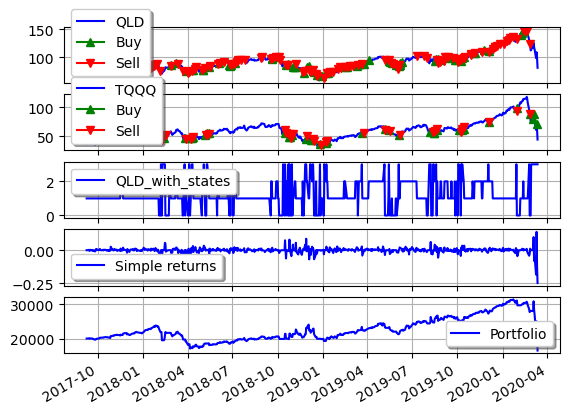 QLD
Buy
Sell
150
100
TQQQ
Buy
Sell
100
50
QLD_with_states
2
0
Simple returns
0.00
−0.25
Portfolio
30000
20000
2017-10
2018-01
2018-04
2018-07
2018-10
2019-01
2019-04
2019-07
2019-10
2020-01
2020-04